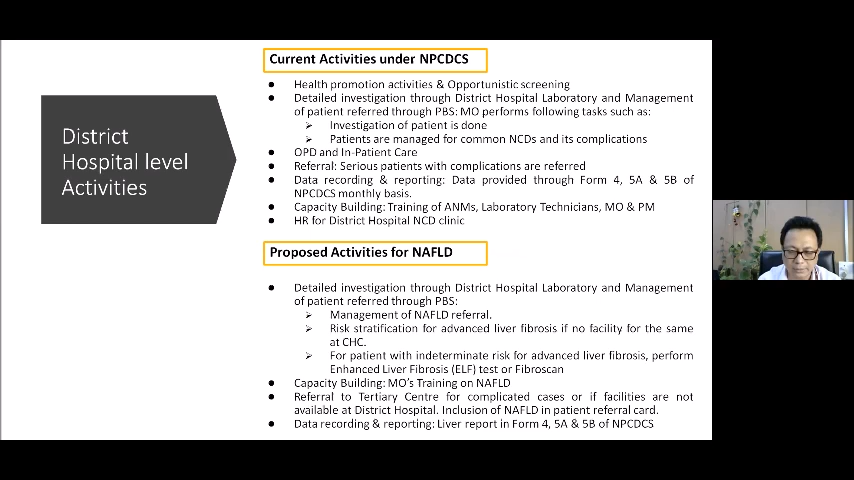 District
Hospital level
Activities
Current Activities under NPCDCS
● Health promotion activities & Opportunistic screening
● Detailed investigation through District Hospital Laboratory and Management
of patient referred through PBS: MO performs following tasks such as:
➢ Investigation of patient is done
➢ Patients are managed for common NCDs and its complications
● OPD and In-Patient Care
● Referral: Serious patients with complications are referred
● Data recording & reporting: Data provided through Form 4, 5A & 5B of
NPCDCS monthly basis.
● Capacity Building: Training of ANMs, Laboratory Technicians, MO & PM
● HR for District Hospital NCD clinic
Proposed Activities for NAFLD
● Detailed investigation through District Hospital Laboratory and Management
of patient referred through PBS:
➢ Management of NAFLD referral.
➢ Risk stratification for advanced liver fibrosis if no facility for the same
at CHC.
➢ For patient with indeterminate risk for advanced liver fibrosis, perform
Enhanced Liver Fibrosis (ELF) test or Fibroscan
● Capacity Building: MO's Training on NAFLD
● Referral to Tertiary Centre for complicated cases or if facilities are not
available at District Hospital. Inclusion of NAFLD in patient referral card.
● Data recording & reporting: Liver report in Form 4, 5A & 5B of NPCDCS